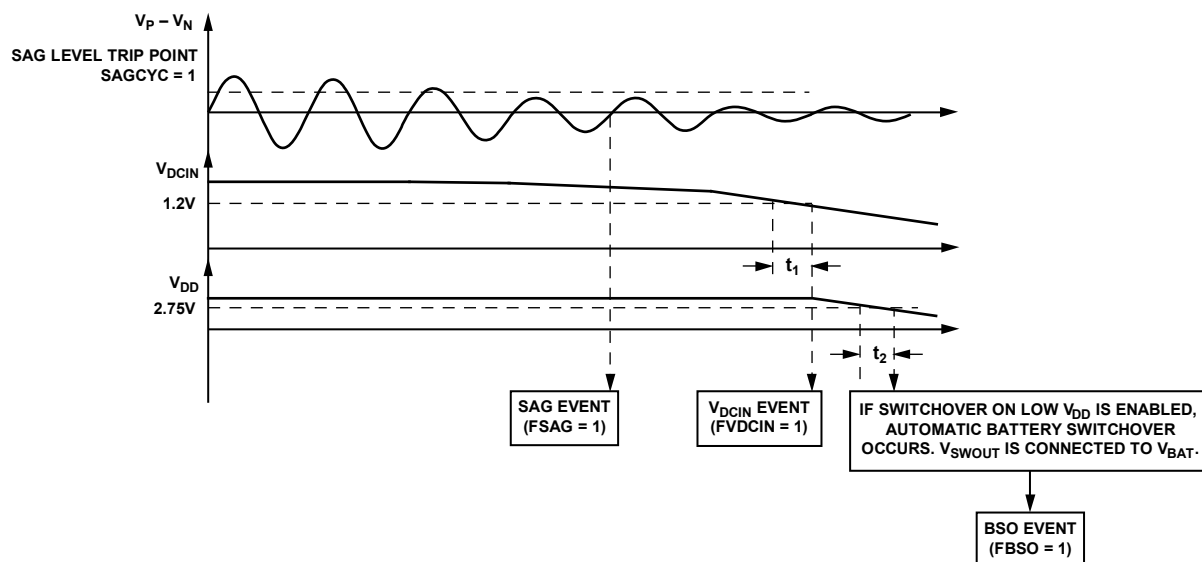 V_P – V_N
SAG LEVEL TRIP POINT
SAGCYC = 1
V_DCIN
1.2V
t_1
V_DD
2.75V
t_2
SAG EVENT
(FSAG = 1)
V_DCIN EVENT
(FVDCIN = 1)
IF SWITCHOVER ON LOW V_DD IS ENABLED,
AUTOMATIC BATTERY SWITCHOVER
OCCURS. V_SWOUT IS CONNECTED TO V_BAT.
BSO EVENT
(FBSO = 1)